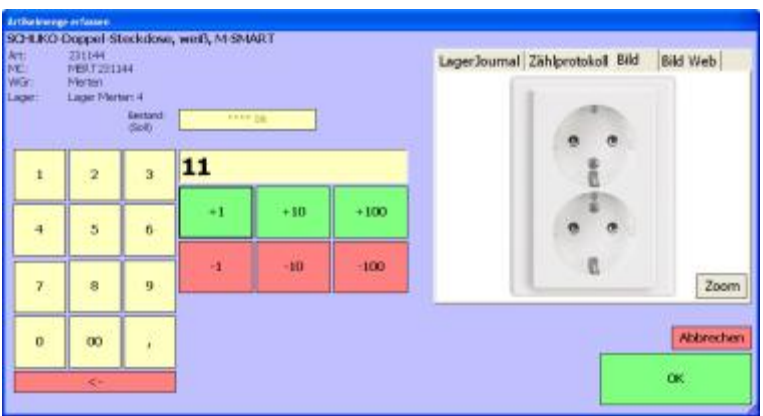 Artikelmenge erfassen
SCHUKO-Doppel-Steckdose, weiß, M-SMART
Art: 231144
MC: MERT231144
WGr: Merten
Lager: Lager Merten: 4
Bestand (Soll)
LagerJournal Zählprotokoll Bild Bild Web
11
1 2 3
+1 +10 +100
4 5 6
-1 -10 -100
7 8 9
Zoom
0 00 ,
Abbrechen
<-
OK